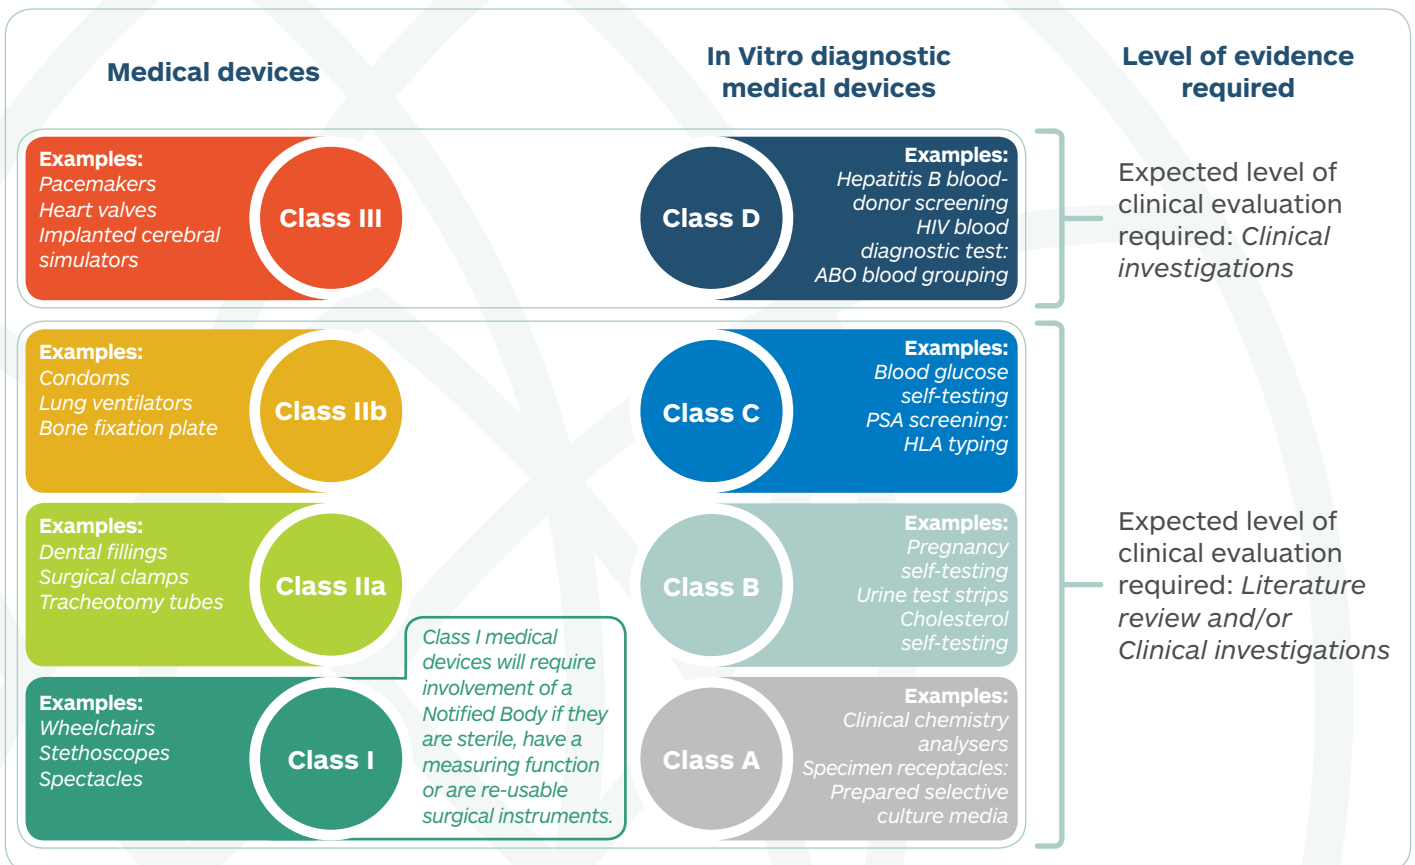 Medical devices
In Vitro diagnostic
medical devices
Level of evidence
required
Examples:
Pacemakers
Heart valves
Implanted cerebral
simulators
Class III
Class D
Examples:
Hepatitis B blood-
donor screening
HIV blood
diagnostic test:
ABO blood grouping
Expected level of
clinical evaluation
required: Clinical
investigations
Examples:
Condoms
Lung ventilators
Bone fixation plate
Class IIb
Class C
Examples:
Blood glucose
self-testing
PSA screening:
HLA typing
Examples:
Dental fillings
Surgical clamps
Tracheotomy tubes
Class IIa
Class B
Examples:
Pregnancy
self-testing
Urine test strips
Cholesterol
self-testing
Expected level of
clinical evaluation
required: Literature
review and/or
Clinical investigations
Examples:
Wheelchairs
Stethoscopes
Spectacles
Class I
Class I medical
devices will require
involvement of a
Notified Body if they
are sterile, have a
measuring function
or are re-usable
surgical instruments.
Class A
Examples:
Clinical chemistry
analysers
Specimen receptacles:
Prepared selective
culture media